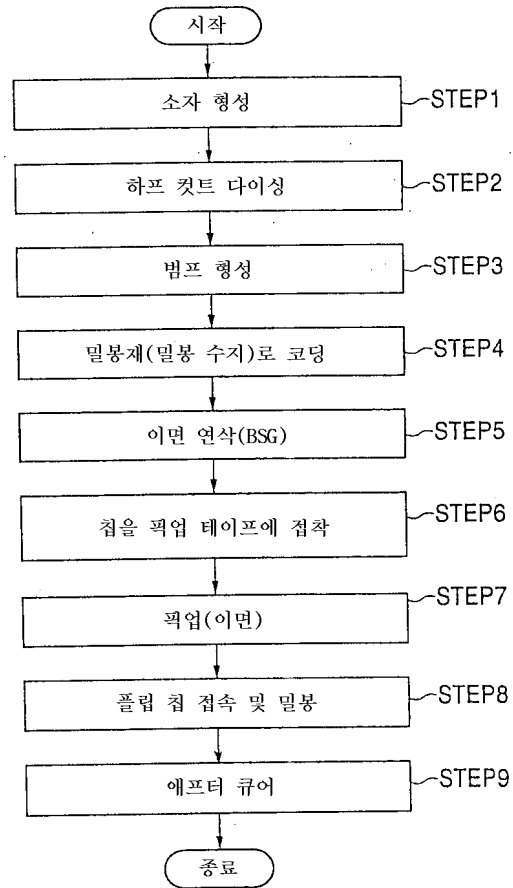 시작
소자 형성 STEP1
하프 컷트 다이싱 STEP2
범프 형성 STEP3
밀봉재(밀봉 수지)로 코딩 STEP4
이면 연삭(BSG) STEP5
칩을 픽업 테이프에 접착 STEP6
픽업(이면) STEP7
플립 칩 접속 및 밀봉 STEP8
애프터 큐어 STEP9
종료